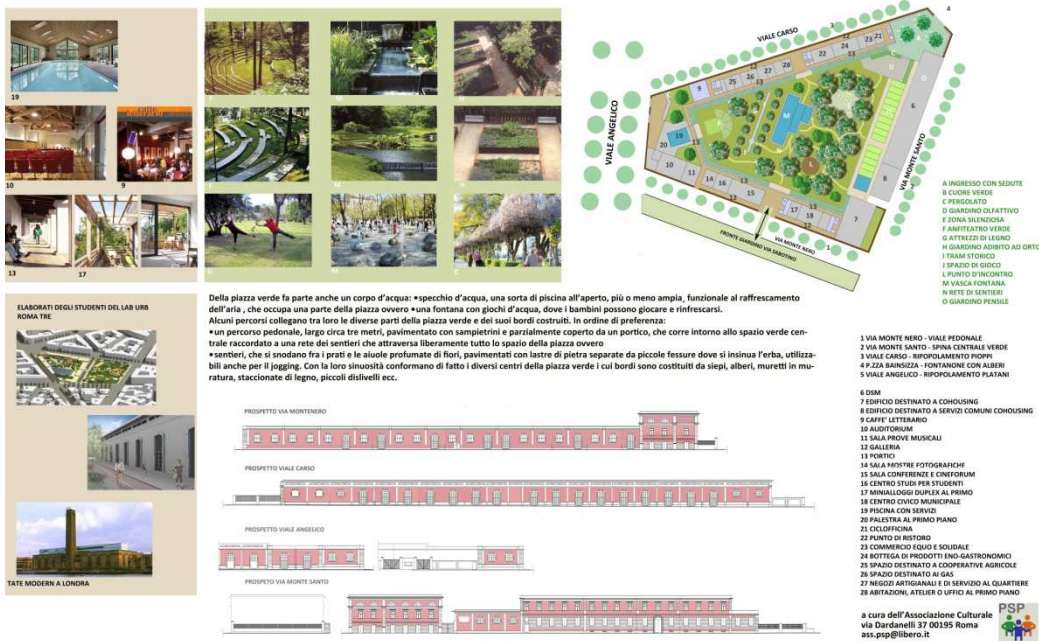 19
10
9
13
17
F
M
H
F
M
H
G
M
C
ELABORATI DEGLI STUDENTI DEL LAB URB
ROMA TRE
TATE MODERN A LONDRA
Della piazza verde fa parte anche un corpo d'acqua: •specchio d'acqua, una sorta di piscina all'aperto, più o meno ampia, funzionale al raffrescamento
dell'aria , che occupa una parte della piazza ovvero •una fontana con giochi d'acqua, dove i bambini possono giocare e rinfrescarsi.
Alcuni percorsi collegano tra loro le diverse parti della piazza verde e dei suoi bordi costruiti. In ordine di preferenza:
•un percorso pedonale, largo circa tre metri, pavimentato con sampietrini e parzialmente coperto da un portico, che corre intorno allo spazio verde cen-
trale raccordato a una rete dei sentieri che attraversa liberamente tutto lo spazio della piazza ovvero
•sentieri, che si snodano fra i prati e le aiuole profumate di fiori, pavimentati con lastre di pietra separate da piccole fessure dove si insinua l'erba, utilizza-
bili anche per il jogging. Con la loro sinuosità conformano di fatto i diversi centri della piazza verde i cui bordi sono costituiti da siepi, alberi, muretti in mu-
ratura, staccionate di legno, piccoli dislivelli ecc.
PROSPETTO VIA MONTENERO
PROSPETTO VIALE CARSO
PROSPETTO VIALE ANGELICO
PROSPETO VIA MONTE SANTO
VIALE CARSO
VIALE ANGELICO
VIA MONTE SANTO
VIA MONTE NERO
FRONTE GIARDINO VIA SABOTINO
A INGRESSO CON SEDUTE
B CUORE VERDE
C PERGOLATO
D GIARDINO OLFATTIVO
E ZONA SILENZIOSA
F ANFITEATRO VERDE
G ATTREZZI DI LEGNO
H GIARDINO ADIBITO AD ORTO
I TRAM STORICO
J SPAZIO DI GIOCO
L PUNTO D'INCONTRO
M VASCA FONTANA
N RETE DI SENTIERI
O GIARDINO PENSILE
1 VIA MONTE NERO - VIALE PEDONALE
2 VIA MONTE SANTO - SPINA CENTRALE VERDE
3 VIALE CARSO - RIPOPOLAMENTO PIOPPI
4 P.ZZA BAINSIZZA - FONTANONE CON ALBERI
5 VIALE ANGELICO - RIPOPOLAMENTO PLATANI
6 DSM
7 EDIFICIO DESTINATO A COHOUSING
8 EDIFICIO DESTINATO A SERVIZI COMUNI COHOUSING
9 CAFFE' LETTERARIO
10 AUDITORIUM
11 SALA PROVE MUSICALI
12 GALLERIA
13 PORTICI
14 SALA MOSTRE FOTOGRAFICHE
15 SALA CONFERENZE E CINEFORUM
16 CENTRO STUDI PER STUDENTI
17 MINIALLOGGI DUPLEX AL PRIMO
18 CENTRO CIVICO MUNICIPALE
19 PISCINA CON SERVIZI
20 PALESTRA AL PRIMO PIANO
21 CICLOFFICINA
22 PUNTO DI RISTORO
23 COMMERCIO EQUO E SOLIDALE
24 BOTTEGA DI PRODOTTI ENO-GASTRONOMICI
25 SPAZIO DESTINATO A COOPERATIVE AGRICOLE
26 SPAZIO DESTINATO AI GAS
27 NEGOZI ARTIGIANALI E DI SERVIZIO AL QUARTIERE
28 ABITAZIONI, ATELIER O UFFICI AL PRIMO PIANO
a cura dell'Associazione Culturale
via Dardanelli 37 00195 Roma
ass.psp@libero.it
PSP